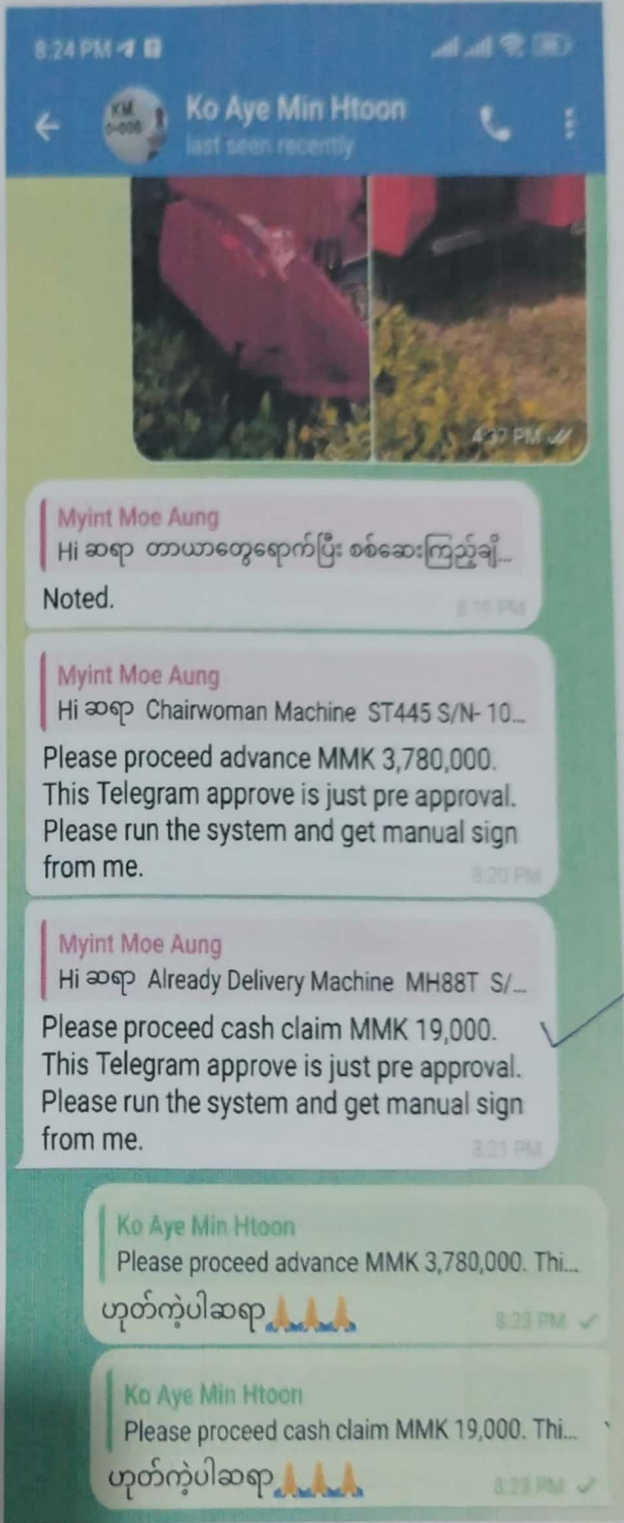 8:24 PM
KM
Ko Aye Min Htoon
last seen recently
4:37 PM
Myint Moe Aung
Hi ဆရာ တာယာတွေရောက်ပြီး စစ်ဆေးကြည့်ချိ...
Noted.
8:19 PM
Myint Moe Aung
Hi ဆရာ Chairwoman Machine ST445 S/N- 10...
Please proceed advance MMK 3,780,000.
This Telegram approve is just pre approval.
Please run the system and get manual sign
from me.
8:20 PM
Myint Moe Aung
Hi ဆရာ Already Delivery Machine MH88T S/...
Please proceed cash claim MMK 19,000.
This Telegram approve is just pre approval.
Please run the system and get manual sign
from me.
8:21 PM
Ko Aye Min Htoon
Please proceed advance MMK 3,780,000. Thi...
ဟုတ်ကဲ့ပါဆရာ🙏🙏🙏
8:23 PM
Ko Aye Min Htoon
Please proceed cash claim MMK 19,000. Thi...
ဟုတ်ကဲ့ပါဆရာ🙏🙏🙏
8:23 PM